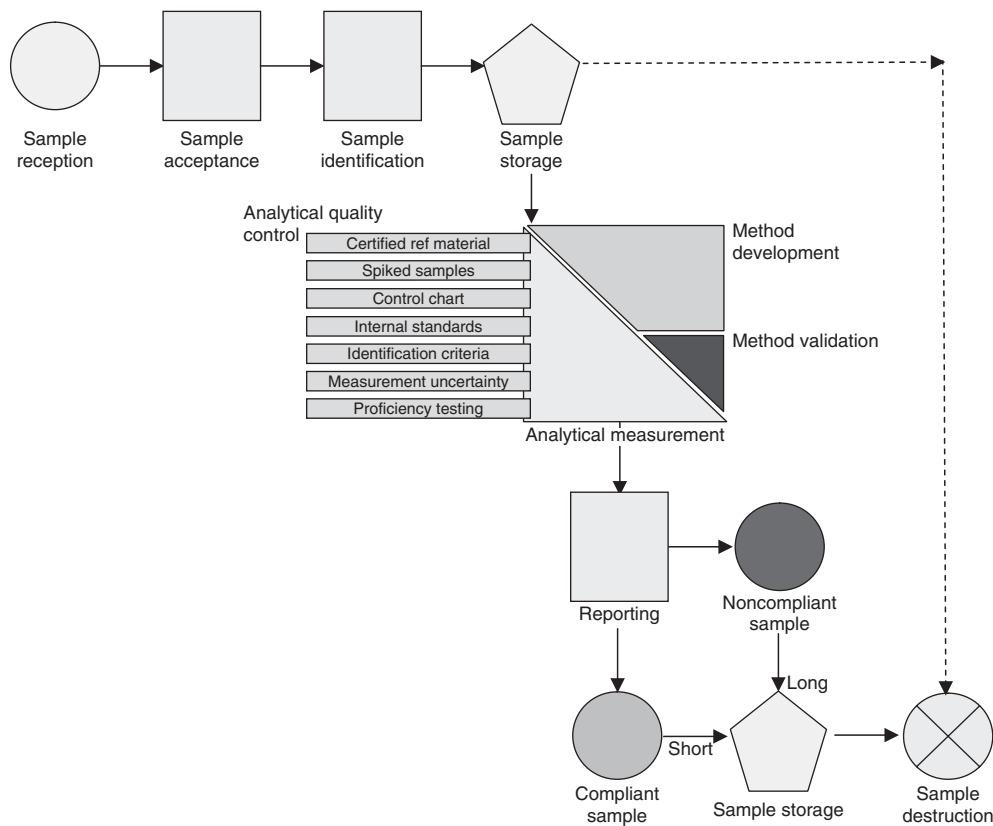 Sample
reception
Sample
acceptance
Sample
identification
Sample
storage
Analytical quality
control
Certified ref material
Spiked samples
Control chart
Internal standards
Identification criteria
Measurement uncertainty
Proficiency testing
Method
development
Method validation
Analytical measurement
Reporting
Noncompliant
sample
Long
Short
Compliant
sample
Sample storage
Sample
destruction